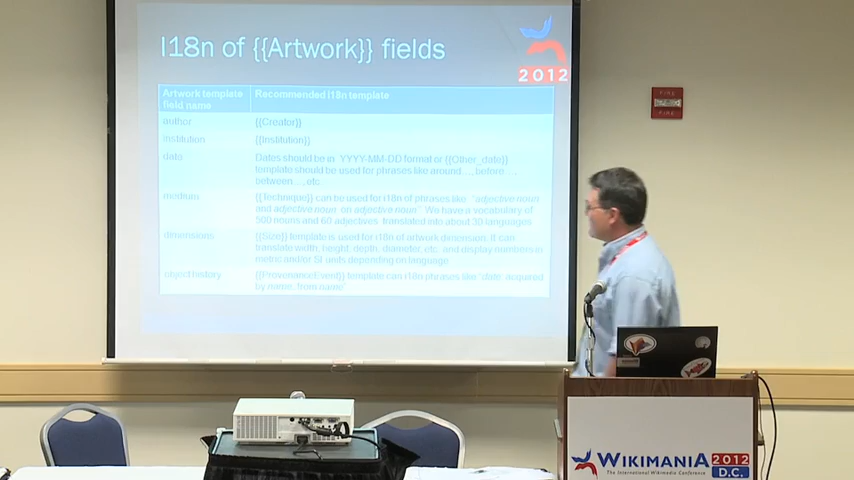 I18n of {{Artwork}} fields
2012
Artwork template field name
Recommended I18n template
author
{{Creator}}
institution
{{Institution}}
date
Dates should be in YYYY-MM-DD format or {{Other_date}}
template should be used for phrases like around…, before…,
between…, etc.
medium
{{Technique}} can be used for i18n of phrases like "adjective noun
and adjective noun on adjective noun" We have a vocabulary of
500 nouns and 60 adjectives translated into about 30 languages.
dimensions
{{Size}} template is used for i18n of artwork dimension. It can
translate width, height, depth, diameter, etc. and display numbers in
metric and/or SI units depending on language.
object history
{{ProvenanceEvent}} template can i18n phrases like "date: acquired
by name, from name"
FIRE
FIRE
WIKIMANIA 2012
The International Wikimedia Conference D.C.